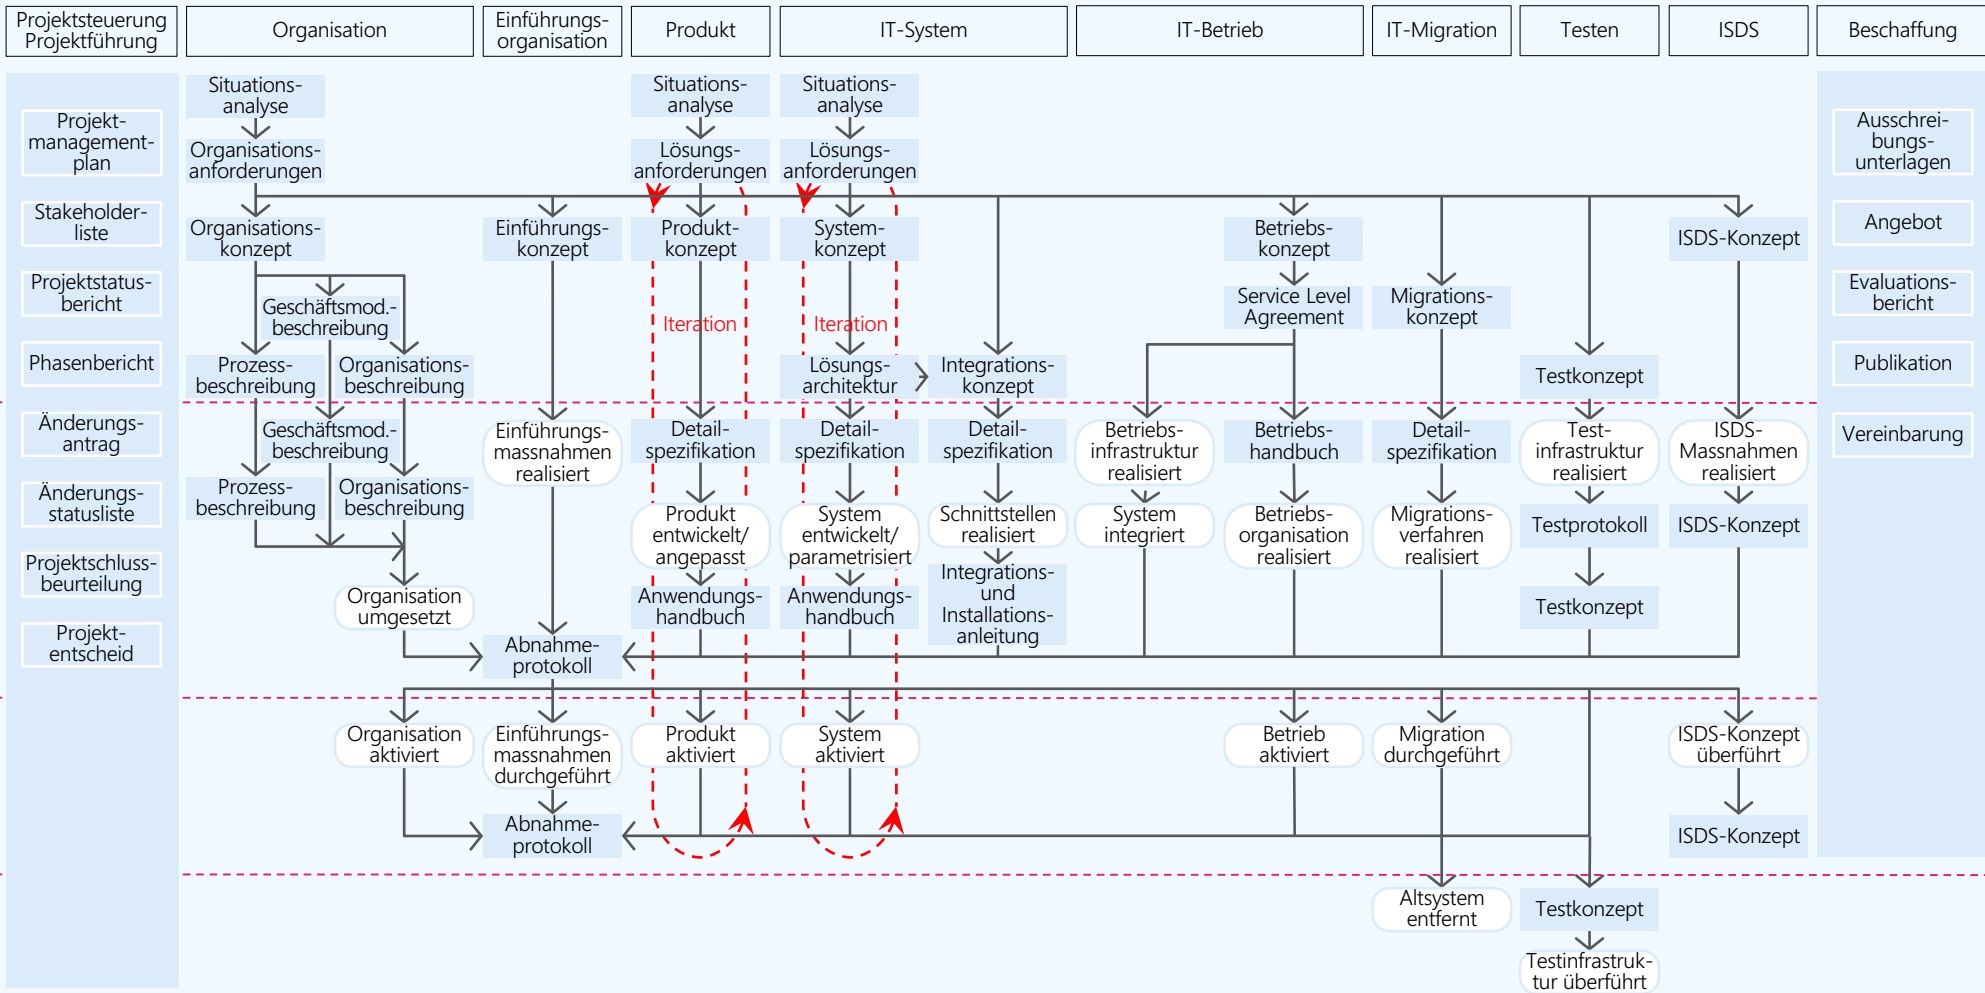 Projektsteuerung
Projektführung
Organisation
Einführungs-
organisation
Produkt
IT-System
IT-Betrieb
IT-Migration
Testen
ISDS
Beschaffung
Projekt-
management-
plan
Stakeholder-
liste
Projektstatus-
bericht
Phasenbericht
Änderungs-
antrag
Änderungs-
statusliste
Projektschluss-
beurteilung
Projekt-
entscheid
Situations-
analyse
Organisations-
anforderungen
Organisations-
konzept
Geschäftsmod.-
beschreibung
Prozess-
beschreibung
Organisations-
beschreibung
Geschäftsmod.-
beschreibung
Prozess-
beschreibung
Organisations-
beschreibung
Organisation
umgesetzt
Organisation
aktiviert
Einführungs-
konzept
Einführungs-
massnahmen
realisiert
Abnahme-
protokoll
Einführungs-
massnahmen
durchgeführt
Abnahme-
protokoll
Situations-
analyse
Lösungs-
anforderungen
Produkt-
konzept
Iteration
Detail-
spezifikation
Produkt
entwickelt/
angepasst
Anwendungs-
handbuch
Produkt
aktiviert
Situations-
analyse
Lösungs-
anforderungen
System-
konzept
Iteration
Lösungs-
architektur
Detail-
spezifikation
System
entwickelt/
parametrisiert
Anwendungs-
handbuch
System
aktiviert
Integrations-
konzept
Detail-
spezifikation
Schnittstellen
realisiert
Integrations-
und
Installations-
anleitung
Betriebs-
konzept
Service Level
Agreement
Betriebs-
infrastruktur
realisiert
System
integriert
Betriebs-
handbuch
Betriebs-
organisation
realisiert
Betrieb
aktiviert
Migrations-
konzept
Detail-
spezifikation
Migrations-
verfahren
realisiert
Migration
durchgeführt
Altsystem
entfernt
Testkonzept
Test-
infrastruktur
realisiert
Testprotokoll
Testkonzept
Testkonzept
Testinfrastruk-
tur überführt
ISDS-Konzept
ISDS-
Massnahmen
realisiert
ISDS-Konzept
ISDS-Konzept
überführt
ISDS-Konzept
Ausschrei-
bungs-
unterlagen
Angebot
Evaluations-
bericht
Publikation
Vereinbarung